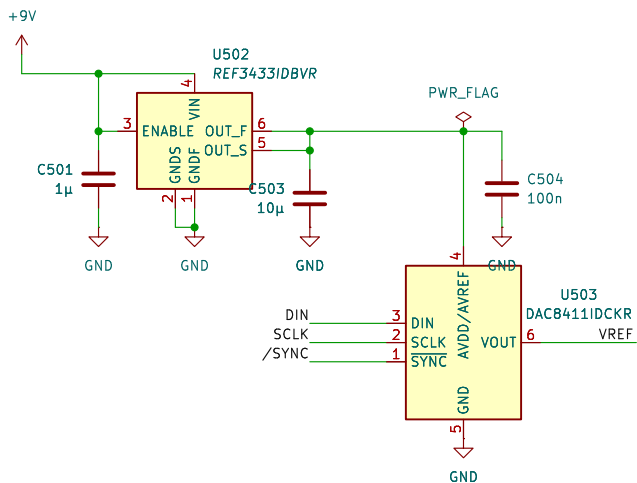 +9V
U502
REF3433IDBVR
4
VIN
3
ENABLE
OUT_F
6
OUT_S
5
GNDS
GNDF
2
1
C501
1µ
C503
10µ
PWR_FLAG
C504
100n
GND
GND
GND
GND
4
U503
DAC8411IDCKR
AVDD/AVREF
DIN
3
DIN
SCLK
2
SCLK
/SYNC
1
SYNC
VOUT
6
VREF
GND
5
GND